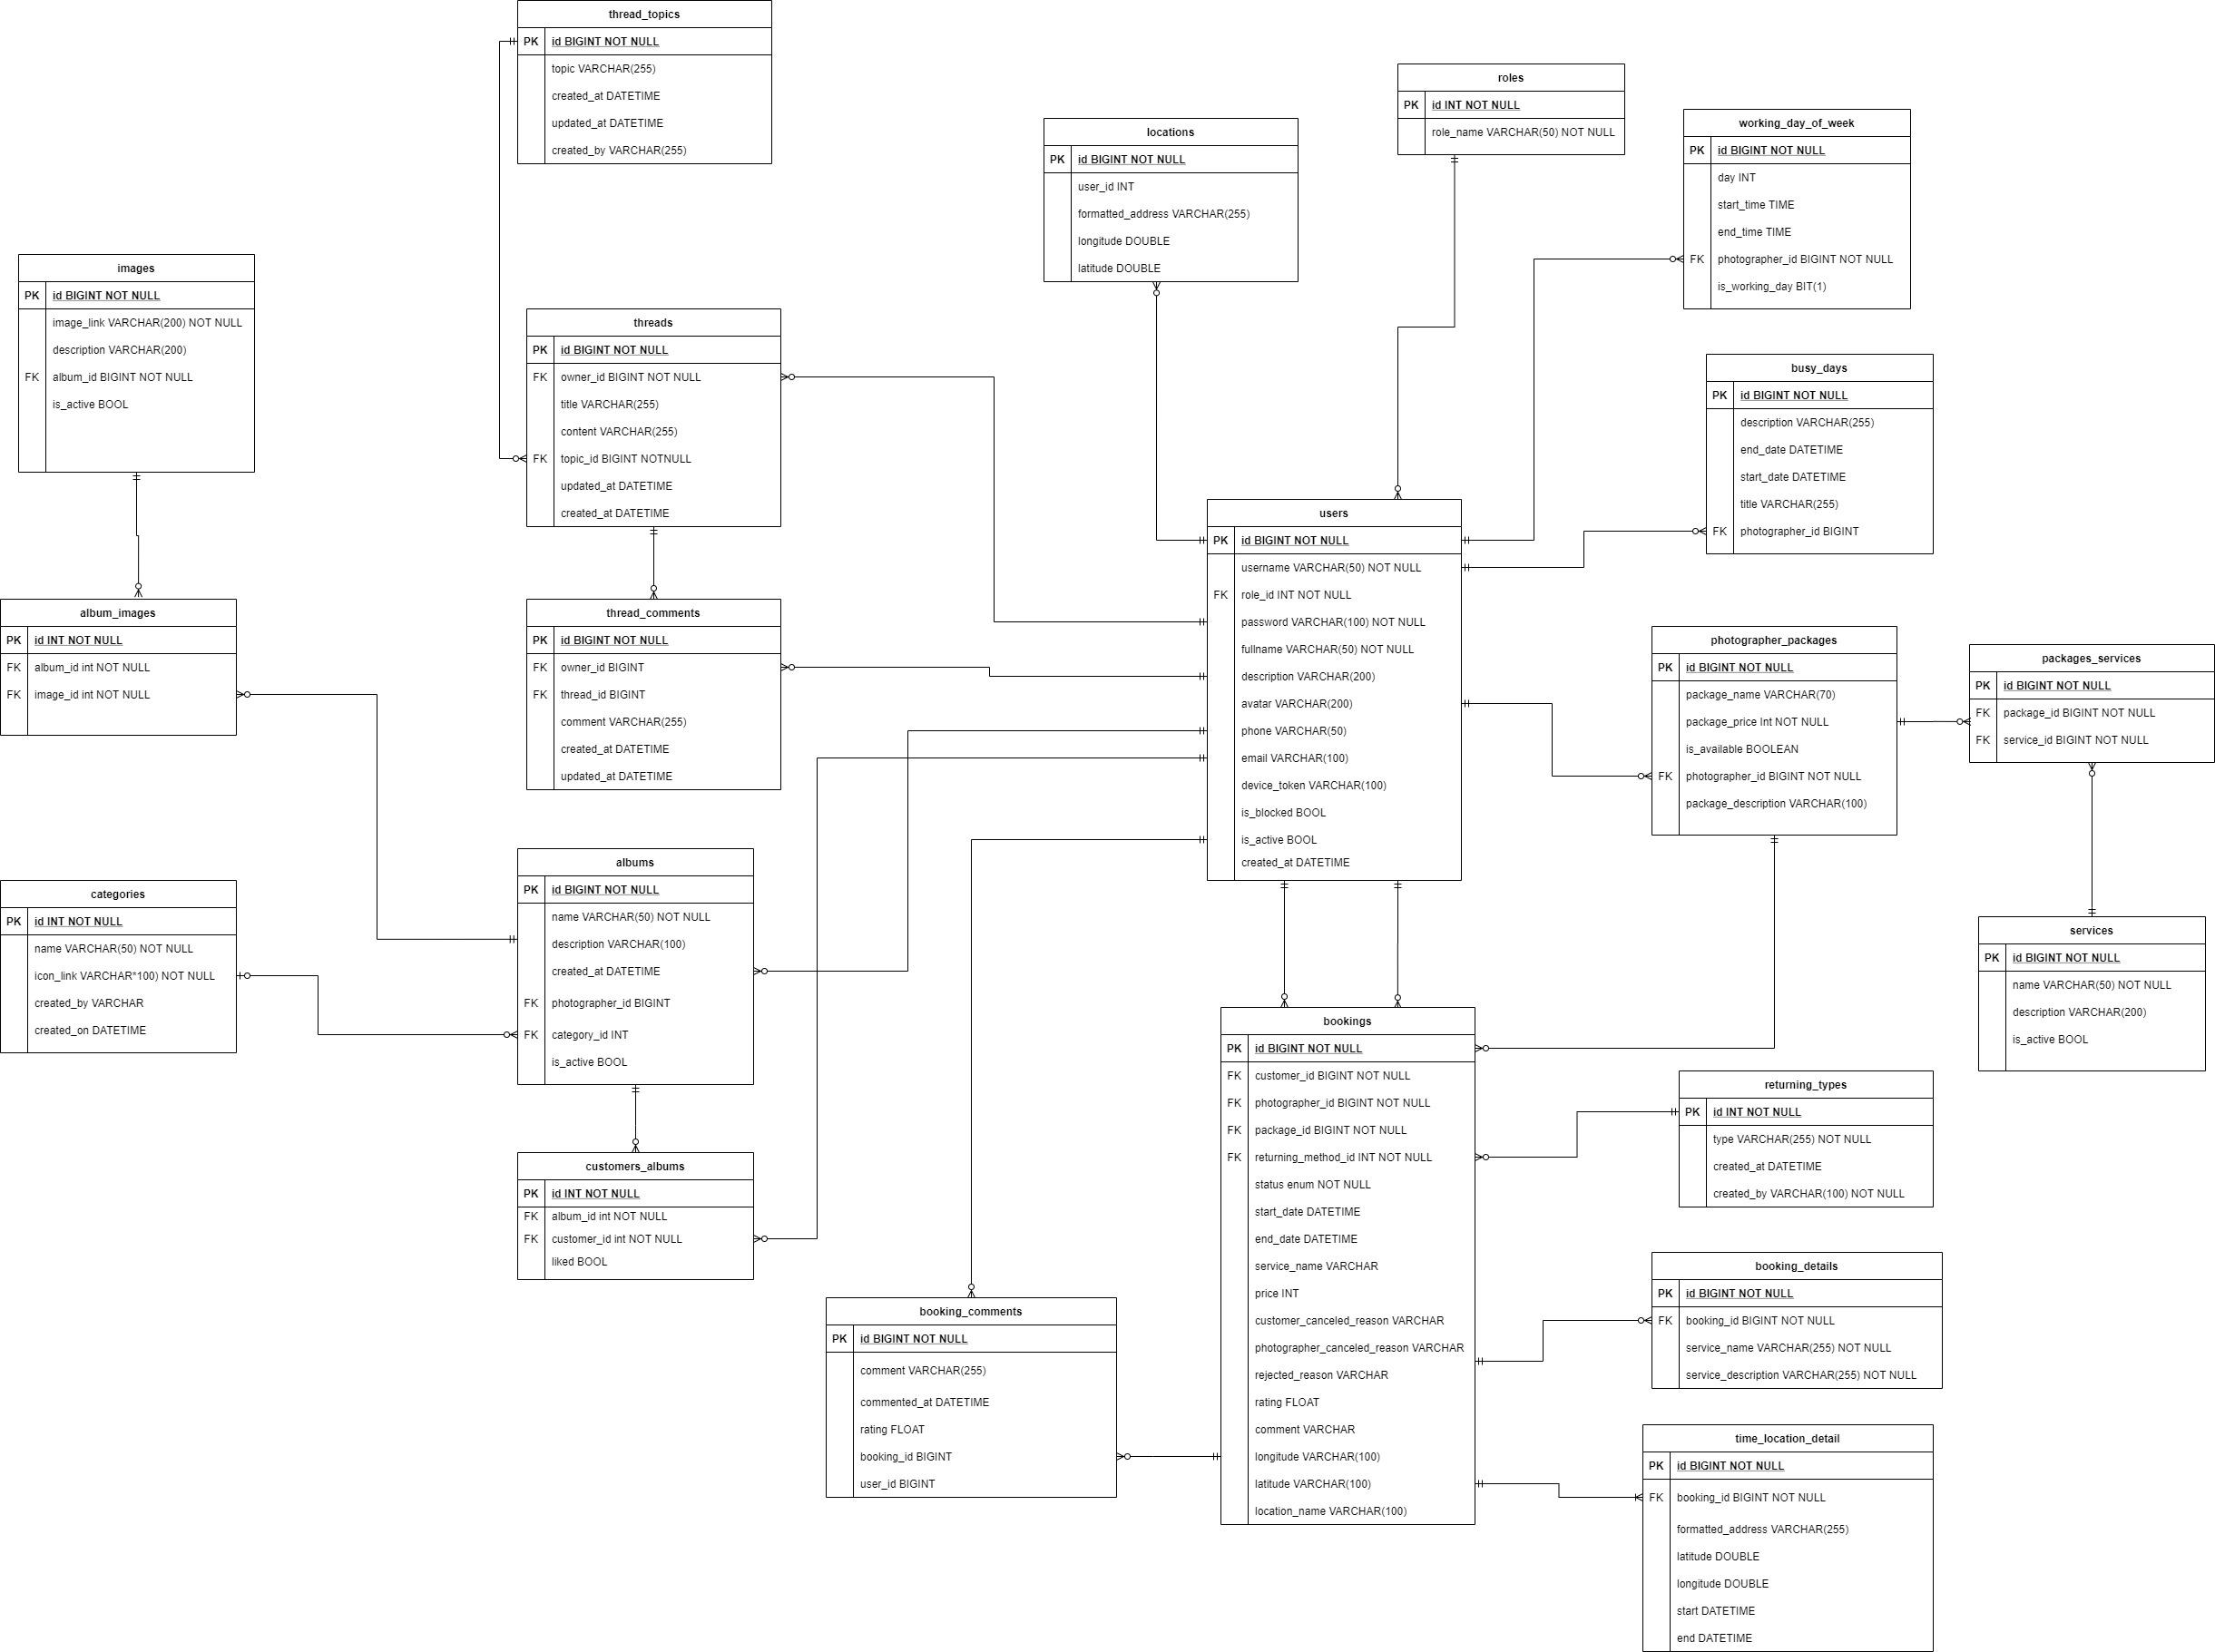 thread_topics
PK id BIGINT NOT NULL
topic VARCHAR(255)
created_at DATETIME
updated_at DATETIME
created_by VARCHAR(255)
roles
PK id INT NOT NULL
role_name VARCHAR(50) NOT NULL
locations
PK id BIGINT NOT NULL
user_id INT
formatted_address VARCHAR(255)
longitude DOUBLE
latitude DOUBLE
working_day_of_week
PK id BIGINT NOT NULL
day INT
start_time TIME
end_time TIME
FK photographer_id BIGINT NOT NULL
is_working_day BIT(1)
images
PK id BIGINT NOT NULL
image_link VARCHAR(200) NOT NULL
description VARCHAR(200)
FK album_id BIGINT NOT NULL
is_active BOOL
threads
PK id BIGINT NOT NULL
FK owner_id BIGINT NOT NULL
title VARCHAR(255)
content VARCHAR(255)
FK topic_id BIGINT NOTNULL
updated_at DATETIME
created_at DATETIME
busy_days
PK id BIGINT NOT NULL
description VARCHAR(255)
end_date DATETIME
start_date DATETIME
title VARCHAR(255)
FK photographer_id BIGINT
users
PK id BIGINT NOT NULL
username VARCHAR(50) NOT NULL
FK role_id INT NOT NULL
password VARCHAR(100) NOT NULL
fullname VARCHAR(50) NOT NULL
description VARCHAR(200)
avatar VARCHAR(200)
phone VARCHAR(50)
email VARCHAR(100)
device_token VARCHAR(100)
is_blocked BOOL
is_active BOOL
created_at DATETIME
album_images
PK id INT NOT NULL
FK album_id int NOT NULL
FK image_id int NOT NULL
thread_comments
PK id BIGINT NOT NULL
FK owner_id BIGINT
FK thread_id BIGINT
comment VARCHAR(255)
created_at DATETIME
updated_at DATETIME
photographer_packages
PK id BIGINT NOT NULL
package_name VARCHAR(70)
package_price Int NOT NULL
is_available BOOLEAN
FK photographer_id BIGINT NOT NULL
package_description VARCHAR(100)
packages_services
PK id BIGINT NOT NULL
FK package_id BIGINT NOT NULL
FK service_id BIGINT NOT NULL
albums
PK id BIGINT NOT NULL
name VARCHAR(50) NOT NULL
description VARCHAR(100)
created_at DATETIME
FK photographer_id BIGINT
FK category_id INT
is_active BOOL
categories
PK id INT NOT NULL
name VARCHAR(50) NOT NULL
icon_link VARCHAR*100) NOT NULL
created_by VARCHAR
created_on DATETIME
services
PK id BIGINT NOT NULL
name VARCHAR(50) NOT NULL
description VARCHAR(200)
is_active BOOL
bookings
PK id BIGINT NOT NULL
FK customer_id BIGINT NOT NULL
FK photographer_id BIGINT NOT NULL
FK package_id BIGINT NOT NULL
FK returning_method_id INT NOT NULL
status enum NOT NULL
start_date DATETIME
end_date DATETIME
service_name VARCHAR
price INT
customer_canceled_reason VARCHAR
photographer_canceled_reason VARCHAR
rejected_reason VARCHAR
rating FLOAT
comment VARCHAR
longitude VARCHAR(100)
latitude VARCHAR(100)
location_name VARCHAR(100)
returning_types
PK id INT NOT NULL
type VARCHAR(255) NOT NULL
created_at DATETIME
created_by VARCHAR(100) NOT NULL
customers_albums
PK id INT NOT NULL
FK album_id int NOT NULL
FK customer_id int NOT NULL
liked BOOL
booking_details
PK id BIGINT NOT NULL
FK booking_id BIGINT NOT NULL
service_name VARCHAR(255) NOT NULL
service_description VARCHAR(255) NOT NULL
booking_comments
PK id BIGINT NOT NULL
comment VARCHAR(255)
commented_at DATETIME
rating FLOAT
booking_id BIGINT
user_id BIGINT
time_location_detail
PK id BIGINT NOT NULL
FK booking_id BIGINT NOT NULL
formatted_address VARCHAR(255)
latitude DOUBLE
longitude DOUBLE
start DATETIME
end DATETIME